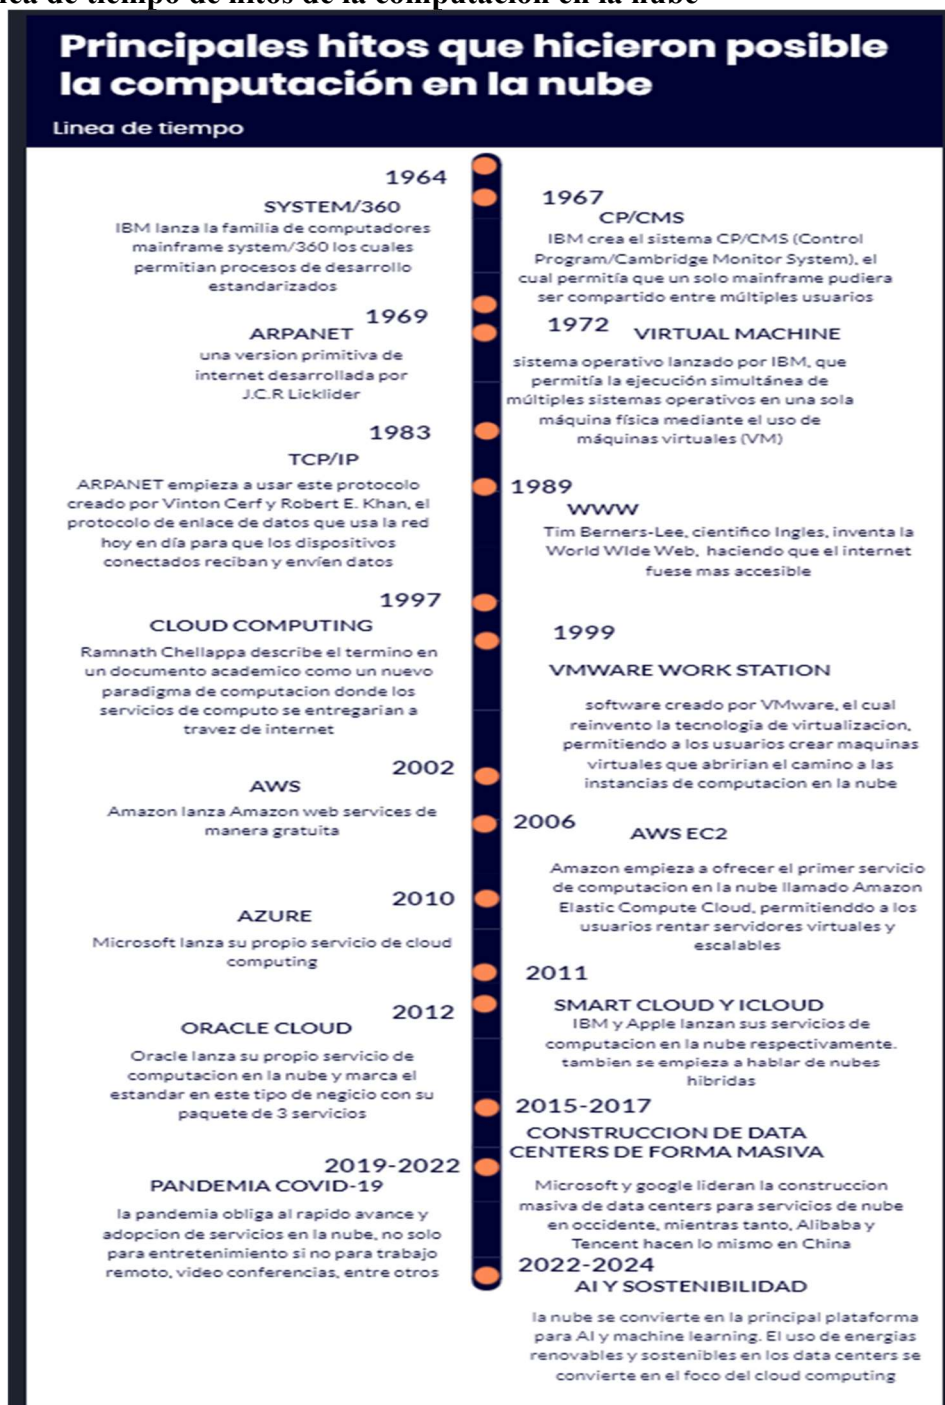 ea de tiempo de hitos de la computación en la nube
Principales hitos que hicieron posible
la computación en la nube
Linea de tiempo
1964
SYSTEM/360
IBM lanza la familia de computadores
mainframe system/360 los cuales
permitian procesos de desarrollo
estandarizados
1967
CP/CMS
IBM crea el sistema CP/CMS (Control
Program/Cambridge Monitor System), el
cual permitía que un solo mainframe pudiera
ser compartido entre múltiples usuarios
1969
ARPANET
una version primitiva de
internet desarrollada por
J.C.R Licklider
1972
VIRTUAL MACHINE
sistema operativo lanzado por IBM, que
permitía la ejecución simultánea de
múltiples sistemas operativos en una sola
máquina física mediante el uso de
máquinas virtuales (VM)
1983
TCP/IP
ARPANET empieza a usar este protocolo
creado por Vinton Cerf y Robert E. Khan, el
protocolo de enlace de datos que usa la red
hoy en día para que los dispositivos
conectados reciban y envíen datos
1989
WWW
Tim Berners-Lee, cientifico Ingles, inventa la
World WIde Web, haciendo que el internet
fuese mas accesible
1997
CLOUD COMPUTING
Ramnath Chellappa describe el termino en
un documento academico como un nuevo
paradigma de computacion donde los
servicios de computo se entregarian a
travez de internet
1999
VMWARE WORK STATION
software creado por VMware, el cual
reinvento la tecnologia de virtualizacion,
permitiendo a los usuarios crear maquinas
virtuales que abririan el camino a las
instancias de computacion en la nube
2002
AWS
Amazon lanza Amazon web services de
manera gratuita
2006
AWS EC2
Amazon empieza a ofrecer el primer servicio
de computacion en la nube llamado Amazon
Elastic Compute Cloud, permitienddo a los
usuarios rentar servidores virtuales y
escalables
2010
AZURE
Microsoft lanza su propio servicio de cloud
computing
2011
SMART CLOUD Y ICLOUD
IBM y Apple lanzan sus servicios de
computacion en la nube respectivamente.
tambien se empieza a hablar de nubes
hibridas
2012
ORACLE CLOUD
Oracle lanza su propio servicio de
computacion en la nube y marca el
estandar en este tipo de negicio con su
paquete de 3 servicios
2015-2017
CONSTRUCCION DE DATA
CENTERS DE FORMA MASIVA
Microsoft y google lideran la construccion
masiva de data centers para servicios de nube
en occidente, mientras tanto, Alibaba y
Tencent hacen lo mismo en China
2019-2022
PANDEMIA COVID-19
la pandemia obliga al rapido avance y
adopcion de servicios en la nube, no solo
para entretenimiento si no para trabajo
remoto, video conferencias, entre otros
2022-2024
AI Y SOSTENIBILIDAD
la nube se convierte en la principal plataforma
para AI y machine learning. El uso de energias
renovables y sostenibles en los data centers se
convierte en el foco del cloud computing